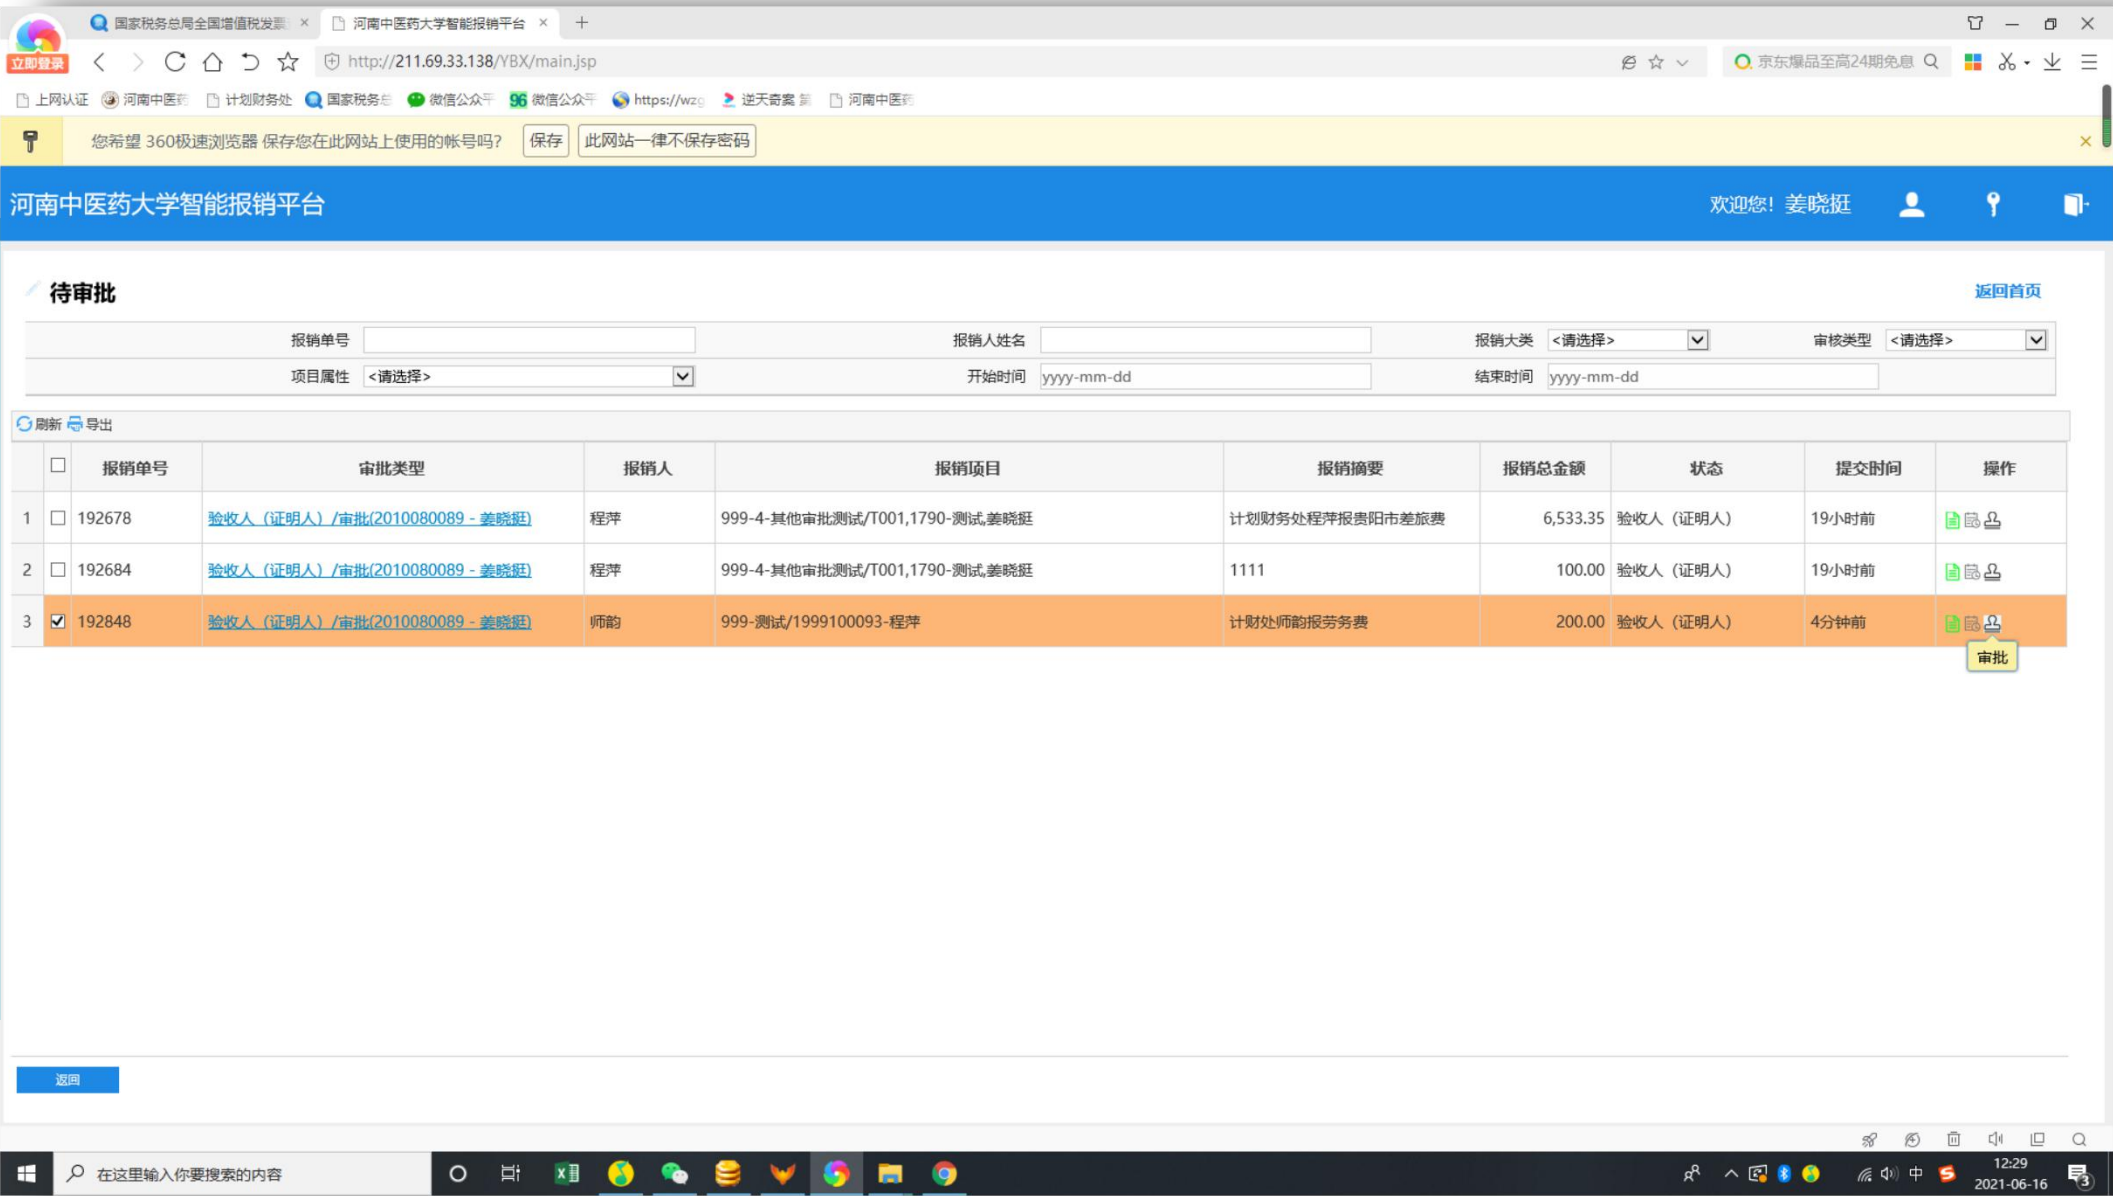 国家税务总局全国增值税发票 × 河南中医药大学智能报销平台 × +
立即登录 http://211.69.33.138/YBX/main.jsp 京东爆品至高24期免息
上网认证 河南中医药 计划财务处 国家税务总 微信公众平 96 微信公众平 https://wzg 逆天奇案 第 河南中医药
您希望 360极速浏览器 保存您在此网站上使用的帐号吗? 保存 此网站一律不保存密码 ×
河南中医药大学智能报销平台 欢迎您! 姜晓挺
待审批 返回首页
报销单号 报销人姓名 报销大类 <请选择> 审核类型 <请选择>
项目属性 <请选择> 开始时间 yyyy-mm-dd 结束时间 yyyy-mm-dd
刷新 导出
报销单号 审批类型 报销人 报销项目 报销摘要 报销总金额 状态 提交时间 操作
1 192678 验收人（证明人）/审批(2010080089 - 姜晓挺) 程萍 999-4-其他审批测试/T001,1790-测试,姜晓挺 计划财务处程萍报贵阳市差旅费 6,533.35 验收人（证明人） 19小时前
2 192684 验收人（证明人）/审批(2010080089 - 姜晓挺) 程萍 999-4-其他审批测试/T001,1790-测试,姜晓挺 1111 100.00 验收人（证明人） 19小时前
3 192848 验收人（证明人）/审批(2010080089 - 姜晓挺) 师韵 999-测试/1999100093-程萍 计财处师韵报劳务费 200.00 验收人（证明人） 4分钟前
审批
返回
在这里输入你要搜索的内容 中 12:29
2021-06-16 3